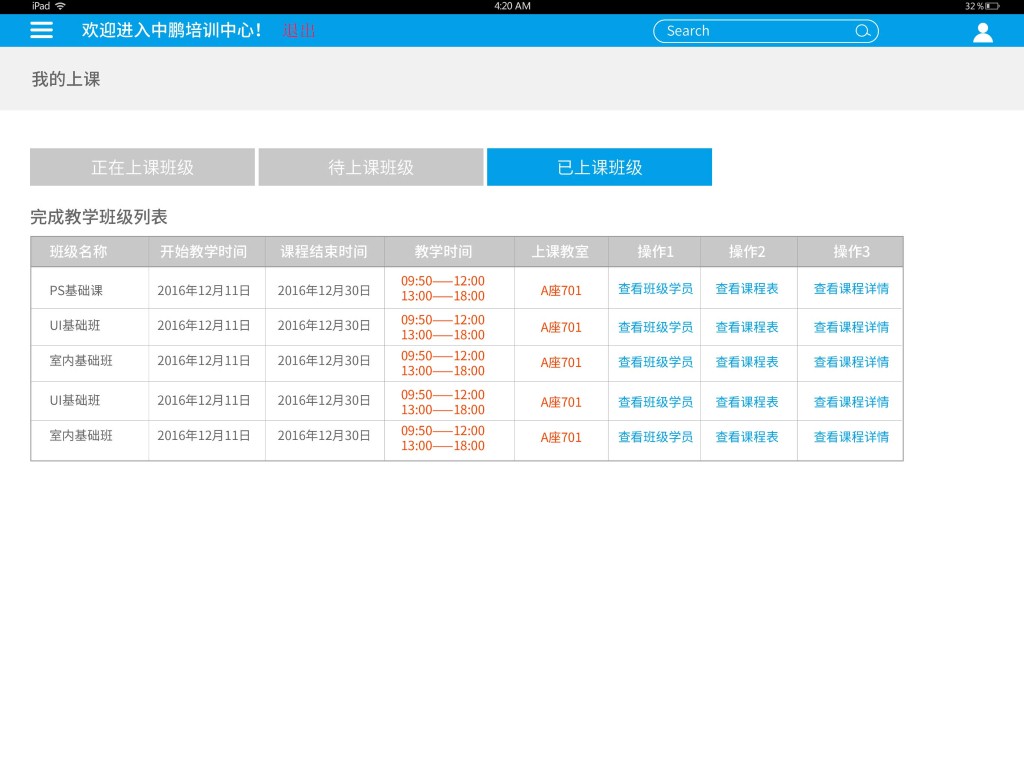 iPad 4:20 AM 32%
欢迎进入中鹏培训中心! 退出 Search
我的上课
正在上课班级 待上课班级 已上课班级
完成教学班级列表
班级名称 开始教学时间 课程结束时间 教学时间 上课教室 操作1 操作2 操作3
PS基础课 2016年12月11日 2016年12月30日 09:50——12:00 A座701 查看班级学员 查看课程表 查看课程详情
13:00——18:00
UI基础班 2016年12月11日 2016年12月30日 09:50——12:00 A座701 查看班级学员 查看课程表 查看课程详情
13:00——18:00
室内基础班 2016年12月11日 2016年12月30日 09:50——12:00 A座701 查看班级学员 查看课程表 查看课程详情
13:00——18:00
UI基础班 2016年12月11日 2016年12月30日 09:50——12:00 A座701 查看班级学员 查看课程表 查看课程详情
13:00——18:00
室内基础班 2016年12月11日 2016年12月30日 09:50——12:00 A座701 查看班级学员 查看课程表 查看课程详情
13:00——18:00